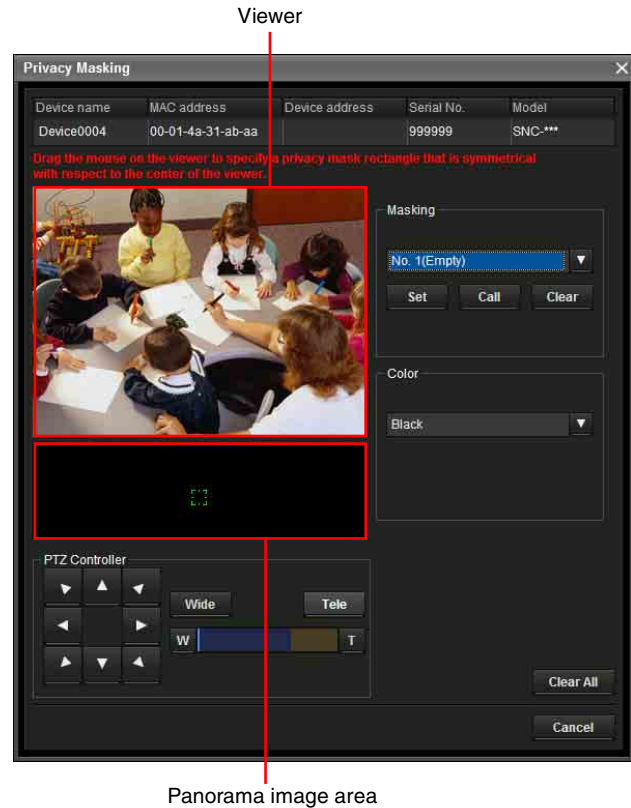 Viewer
Privacy Masking
Device name MAC address Device address Serial No. Model
Device0004 00-01-4a-31-ab-aa 999999 SNC-***
Drag the mouse on the viewer to specify a privacy mask rectangle that is symmetrical
with respect to the center of the viewer.
Masking
No. 1(Empty)
Set Call Clear
Color
Black
PTZ Controller
Wide Tele
W T
Clear All
Cancel
Panorama image area